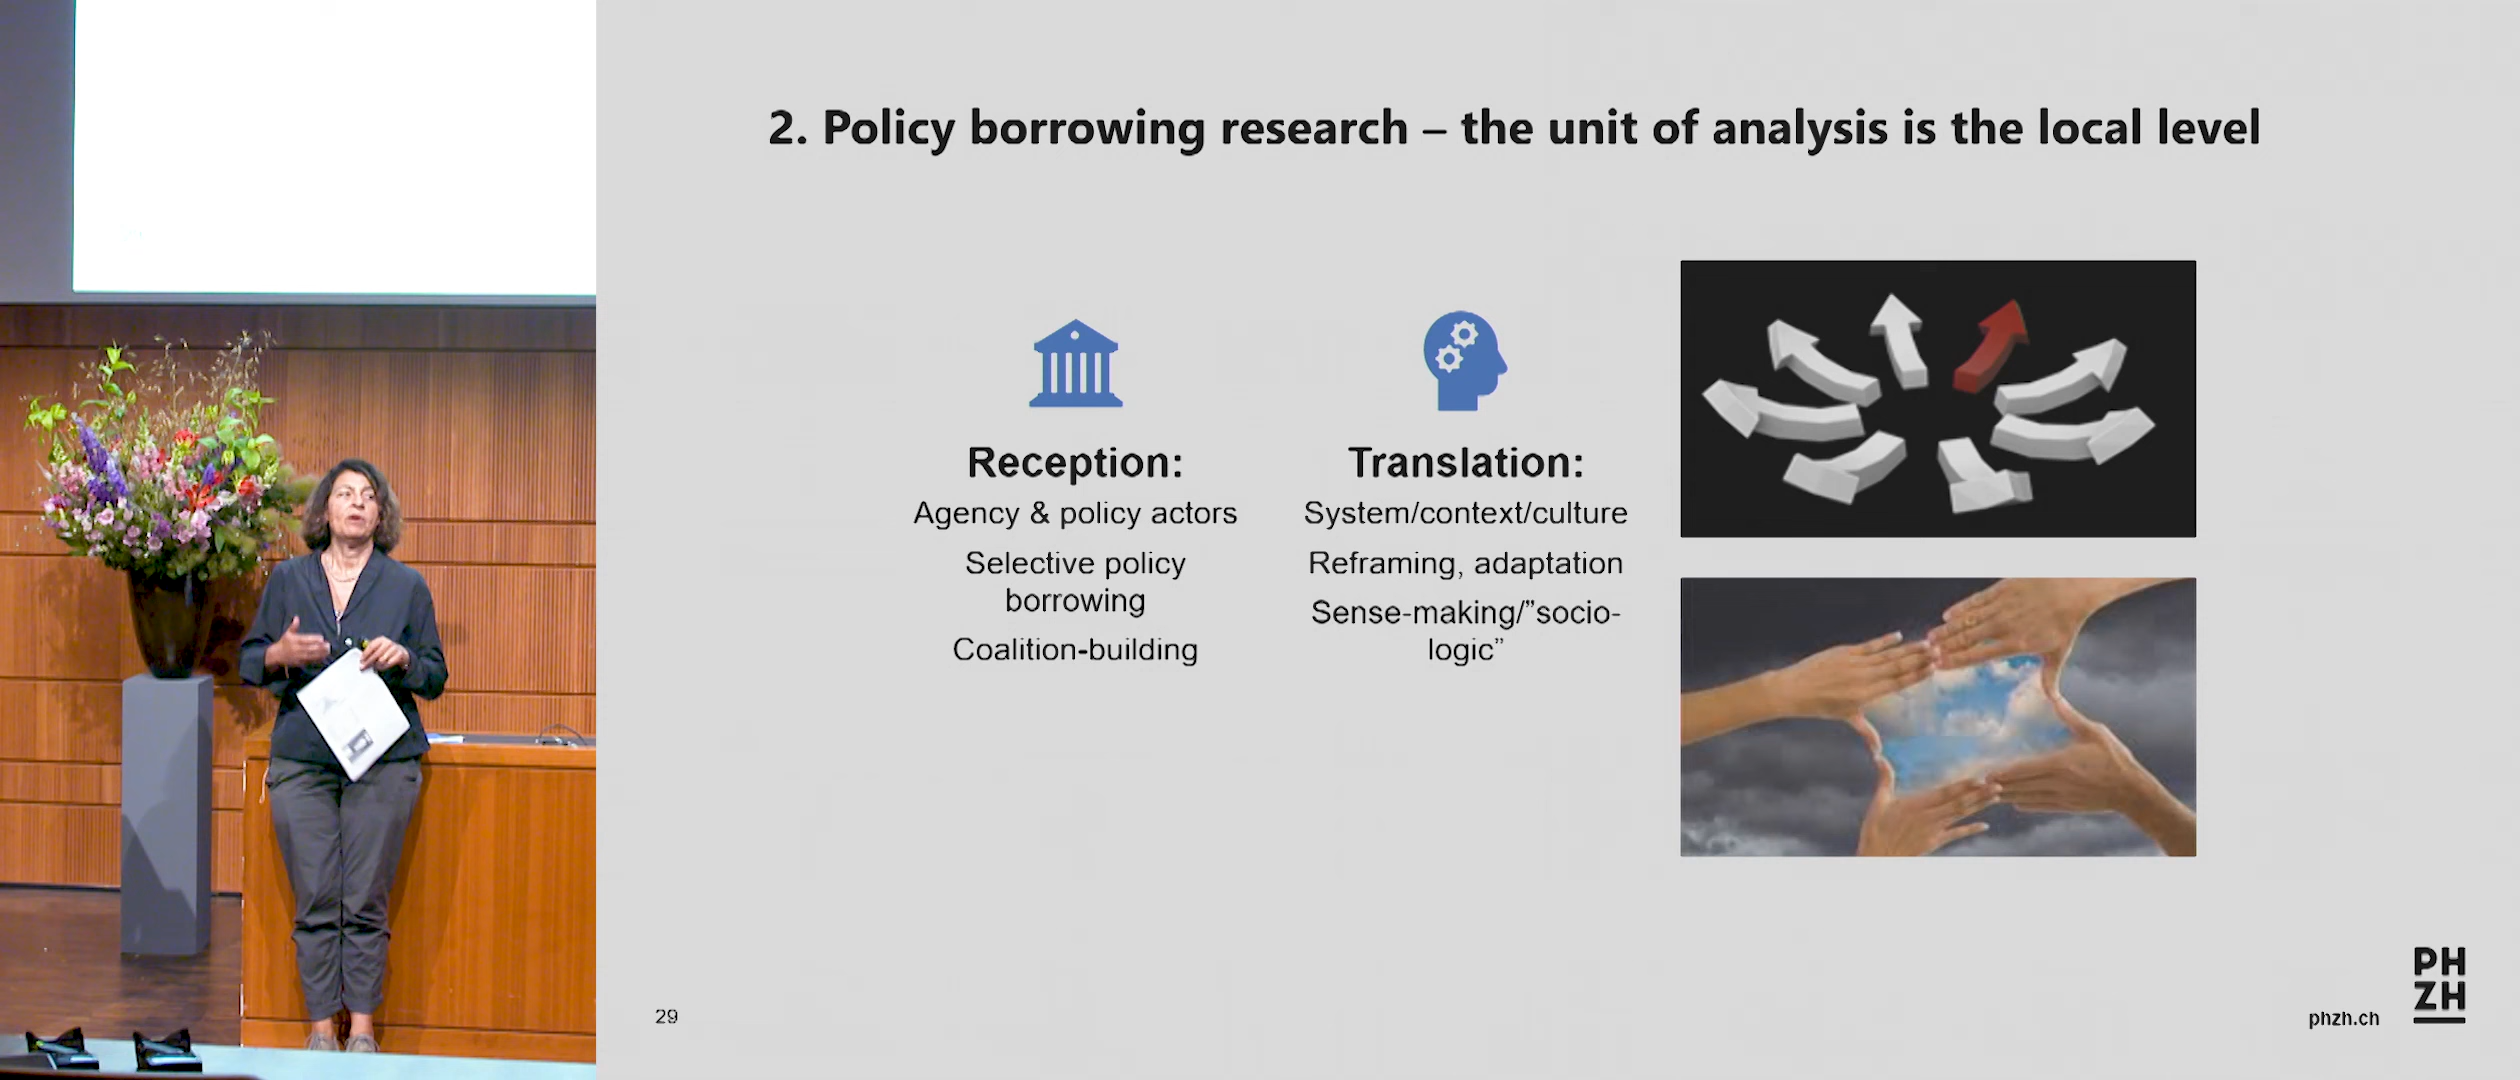 2. Policy borrowing research – the unit of analysis is the local level
Reception:
Agency & policy actors
Selective policy
borrowing
Coalition-building
Translation:
System/context/culture
Reframing, adaptation
Sense-making/”socio-
logic”
29
phzh.ch
PH
ZH